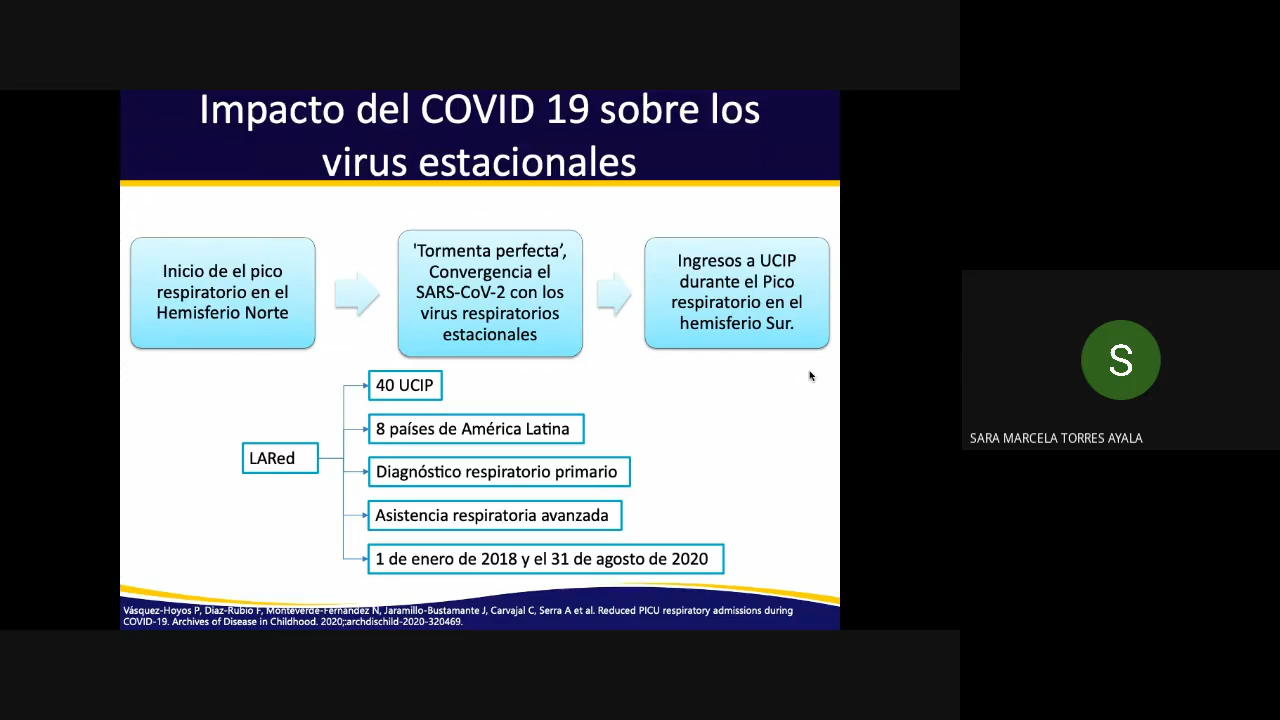 Impacto del COVID 19 sobre los
virus estacionales
Inicio de el pico
respiratorio en el
Hemisferio Norte
'Tormenta perfecta’,
Convergencia el
SARS-CoV-2 con los
virus respiratorios
estacionales
Ingresos a UCIP
durante el Pico
respiratorio en el
hemisferio Sur.
LARed
40 UCIP
8 países de América Latina
Diagnóstico respiratorio primario
Asistencia respiratoria avanzada
1 de enero de 2018 y el 31 de agosto de 2020
Vásquez-Hoyos P, Diaz-Rubio F, Monteverde-Fernandez N, Jaramillo-Bustamante J, Carvajal C, Serra A et al. Reduced PICU respiratory admissions during
COVID-19. Archives of Disease in Childhood. 2020;:archdischild-2020-320469.
S
SARA MARCELA TORRES AYALA